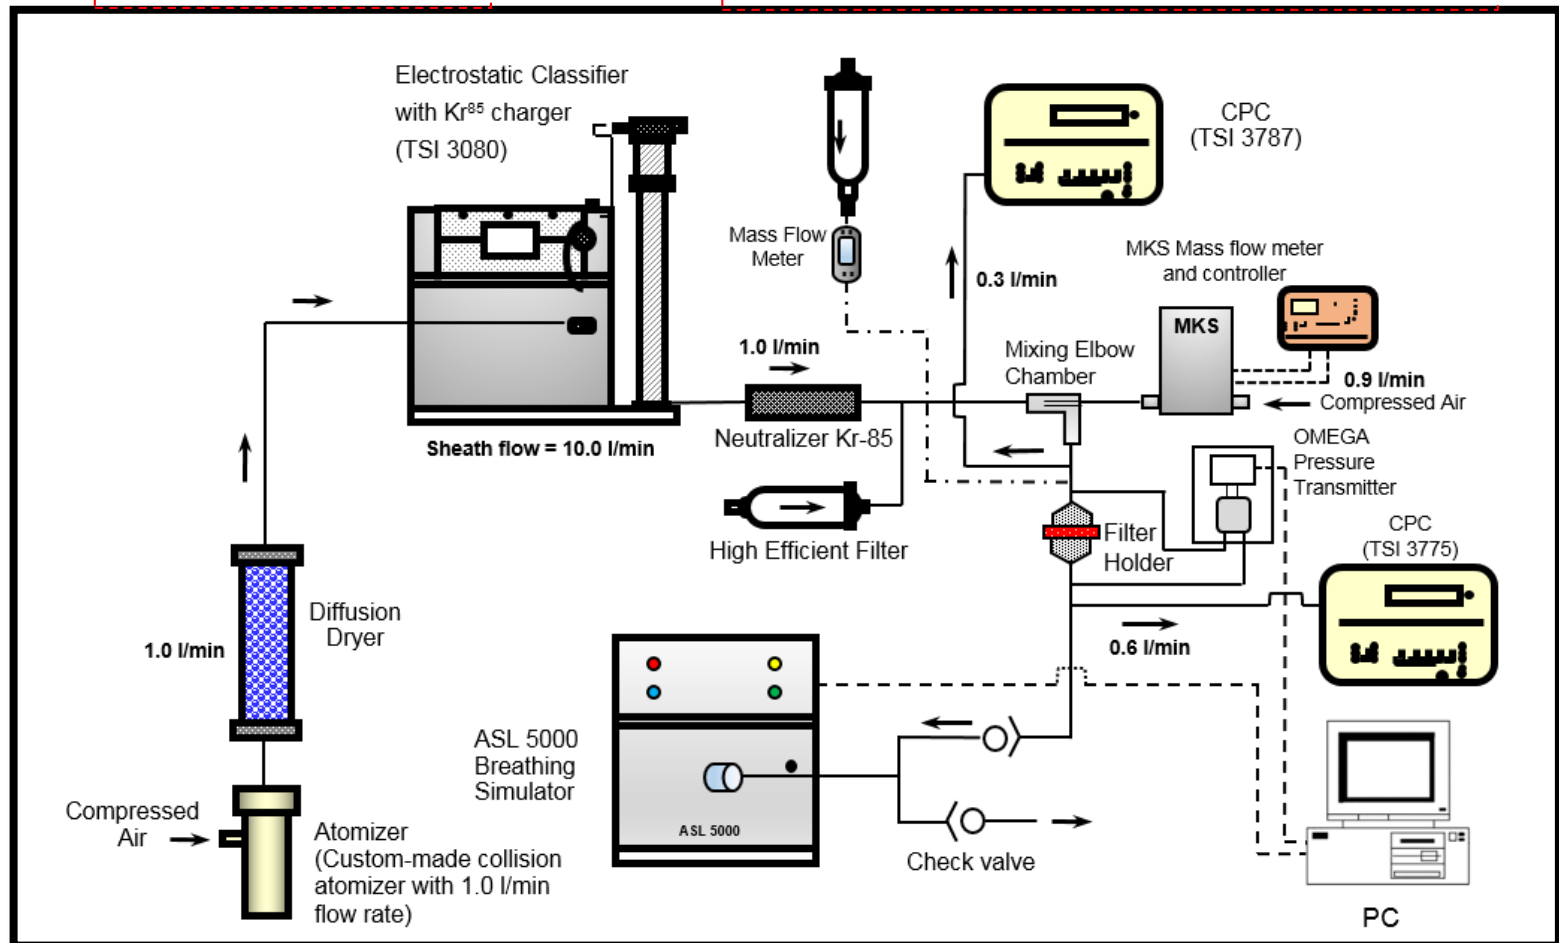 Electrostatic Classifier
with Kr⁸⁵ charger
(TSI 3080)
CPC
(TSI 3787)
Mass Flow
Meter
MKS Mass flow meter
and controller
0.3 l/min
MKS
1.0 l/min
Mixing Elbow
Chamber
0.9 l/min
Compressed Air
Neutralizer Kr-85
Sheath flow = 10.0 l/min
OMEGA
Pressure
Transmitter
High Efficient Filter
Filter
Holder
CPC
(TSI 3775)
Diffusion
Dryer
1.0 l/min
0.6 l/min
ASL 5000
Breathing
Simulator
ASL 5000
Compressed
Air
Atomizer
(Custom-made collision
atomizer with 1.0 l/min
flow rate)
Check valve
PC